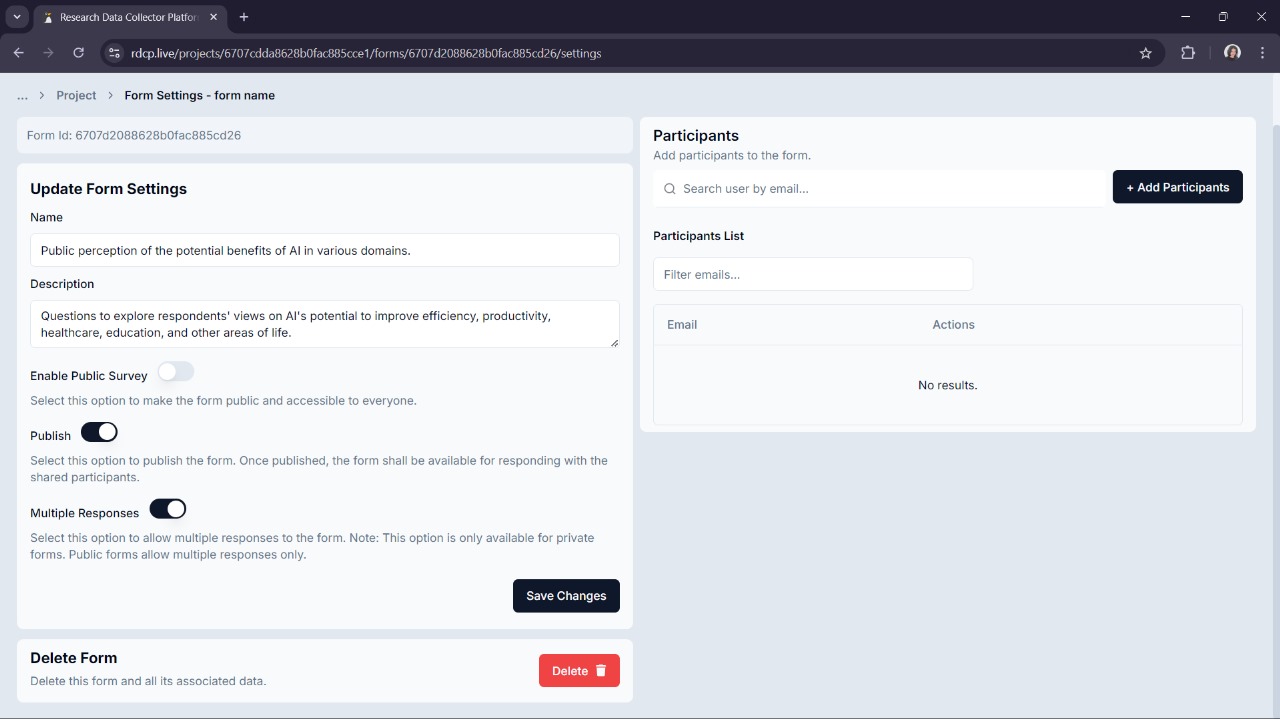 Research Data Collector Platfor
rdcp.live/projects/6707cdda8628b0fac885cce1/forms/6707d2088628b0fac885cd26/settings
... > Project > Form Settings - form name
Form Id: 6707d2088628b0fac885cd26
Update Form Settings
Name
Public perception of the potential benefits of AI in various domains.
Description
Questions to explore respondents' views on AI's potential to improve efficiency, productivity,
healthcare, education, and other areas of life.
Enable Public Survey
Select this option to make the form public and accessible to everyone.
Publish
Select this option to publish the form. Once published, the form shall be available for responding with the
shared participants.
Multiple Responses
Select this option to allow multiple responses to the form. Note: This option is only available for private
forms. Public forms allow multiple responses only.
Save Changes
Delete Form
Delete this form and all its associated data.
Delete
Participants
Add participants to the form.
Search user by email...
+ Add Participants
Participants List
Filter emails...
Email Actions
No results.